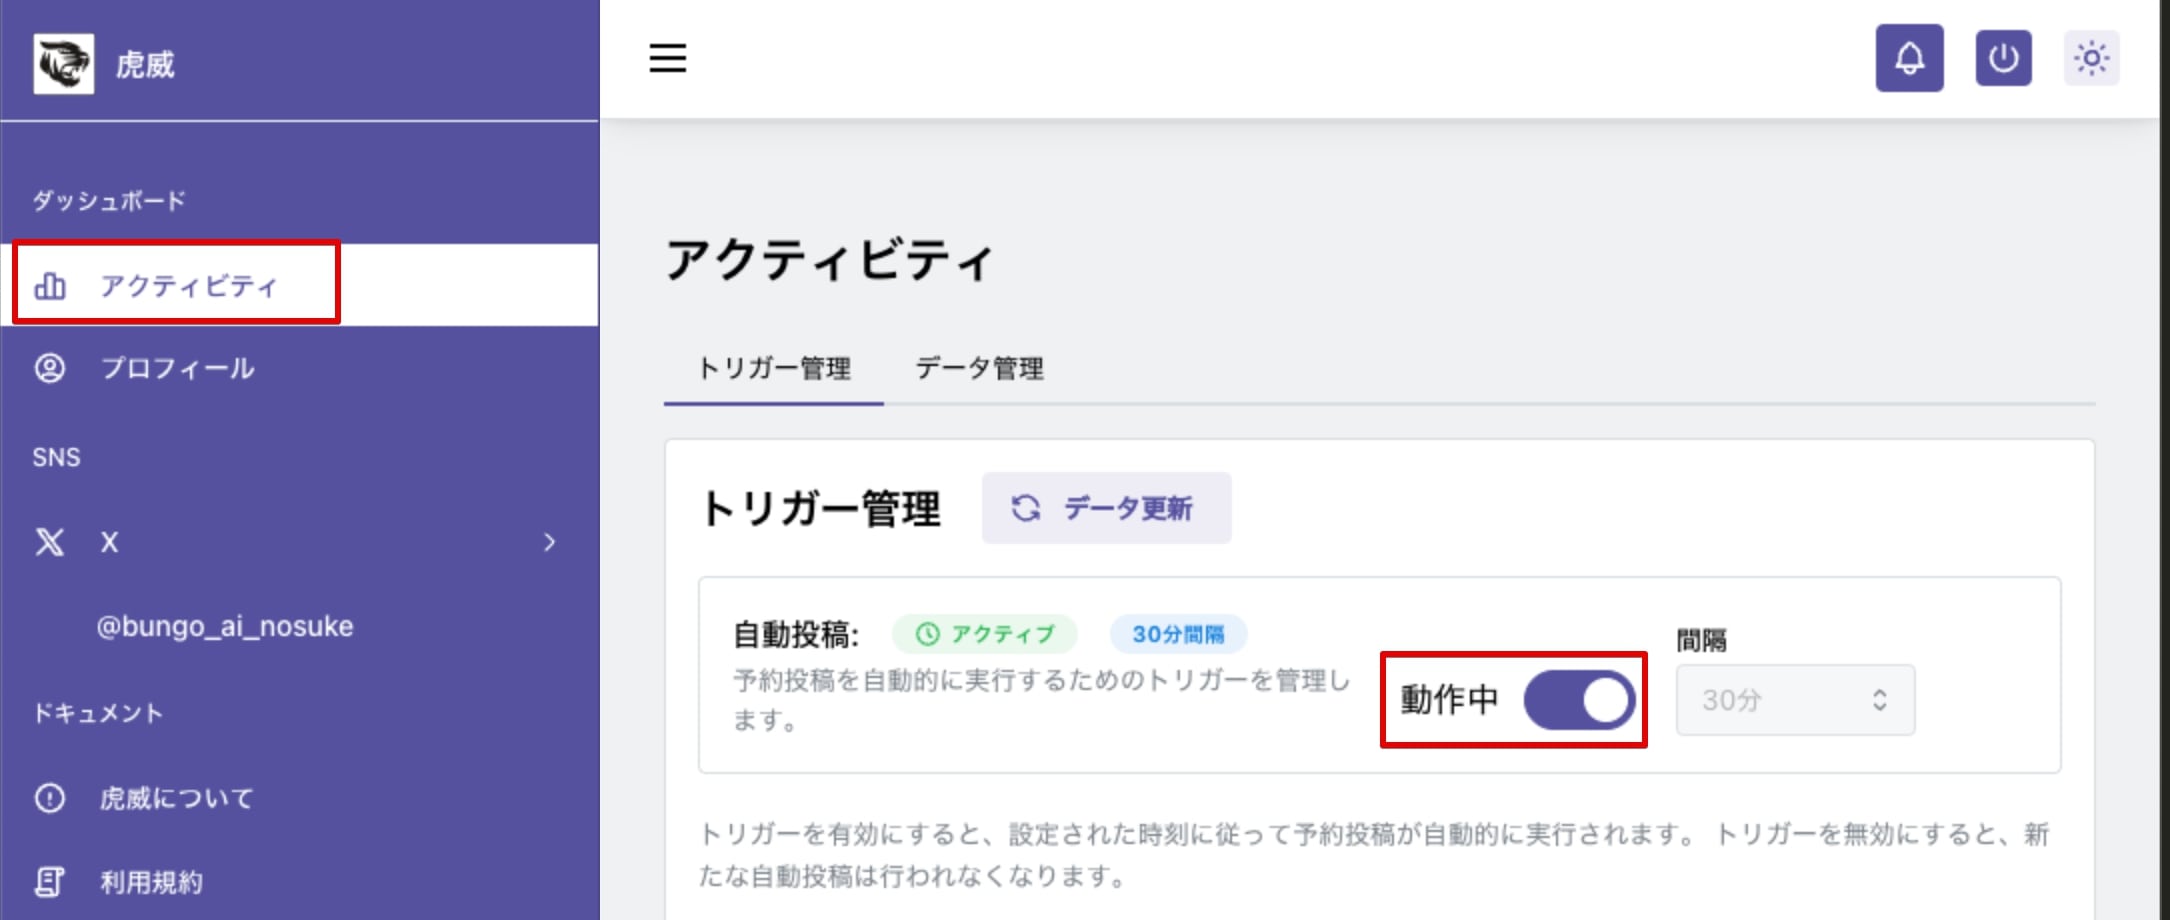 虎威
ダッシュボード
アクティビティ
プロフィール
SNS
X
@bungo_ai_nosuke
ドキュメント
虎威について
利用規約
アクティビティ
トリガー管理 データ管理
トリガー管理 データ更新
自動投稿: アクティブ 30分間隔
予約投稿を自動的に実行するためのトリガーを管理し
ます。
動作中
間隔
30分
トリガーを有効にすると、設定された時刻に従って予約投稿が自動的に実行されます。 トリガーを無効にすると、新
たな自動投稿は行われなくなります。